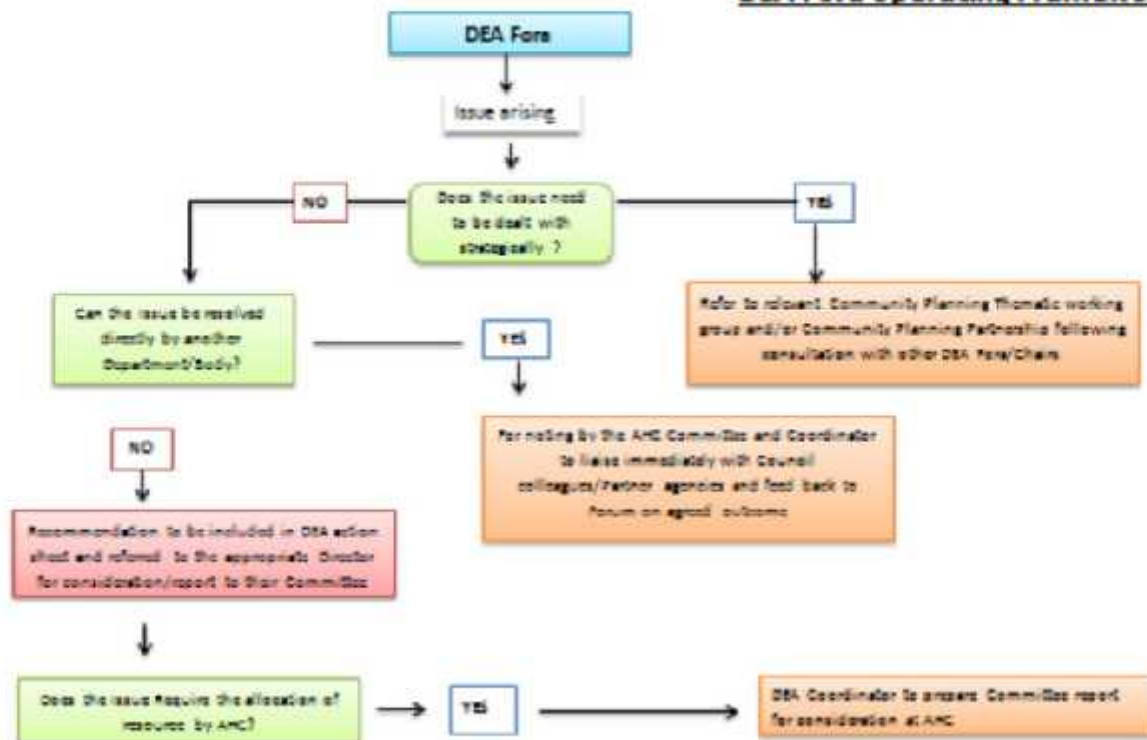 DEA Fora
Issue arising
NO
Does the issue need
to be dealt with
strategically ?
YES
Can the issue be resolved
directly by another
Department/Body?
YES
Refer to relevant Community Planning Thematic working
group and/or Community Planning Partnership following
consultation with other DEA Fora/Chairs
NO
For noting by the AHC Committee and Coordinator
to liaise immediately with Council
colleagues/Partner agencies and feed back to
Forum on agreed outcome
Recommendation to be included in DEA action
sheet and referred to the appropriate Director
for consideration/report to their Committee
Does the issue Require the allocation of
resource by AHC?
YES
DEA Coordinator to prepare Committee report
for consideration at AHC